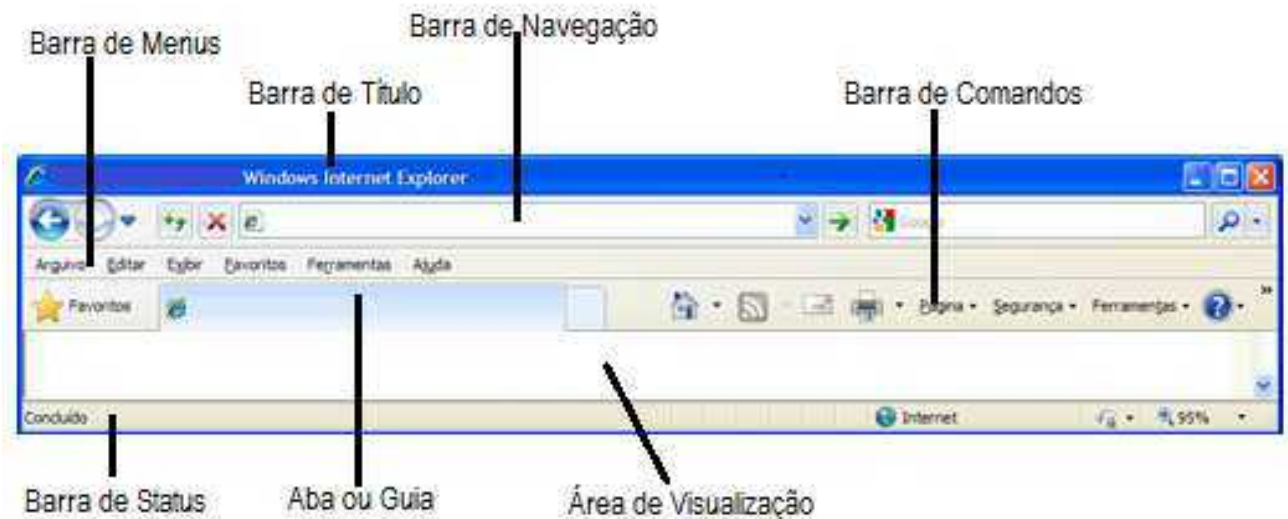 Barra de Navegação
Barra de Menus
Barra de Título
Barra de Comandos
Windows Internet Explorer
Google
Arquivo Editar Exibir Favoritos Ferramentas Ajuda
Favoritos
Página Segurança Ferramentas
Concluído
Internet
95%
Barra de Status
Aba ou Guia
Área de Visualização